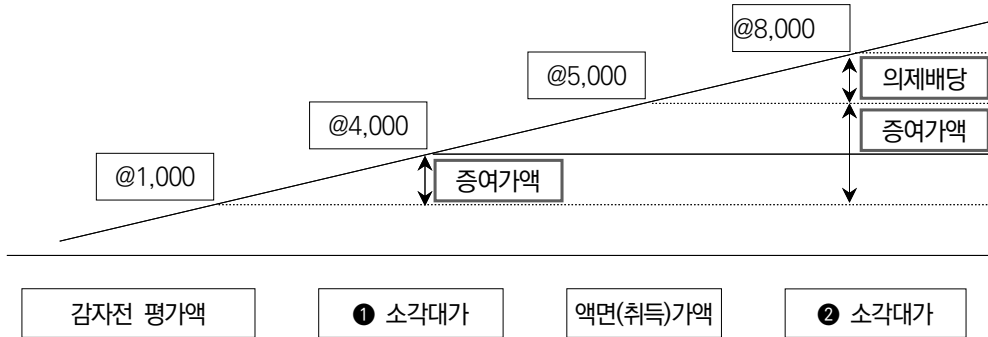 @8,000
의제배당
@5,000
@4,000
증여가액
@1,000
증여가액
감자전 평가액
❶ 소각대가
액면(취득)가액
❷ 소각대가